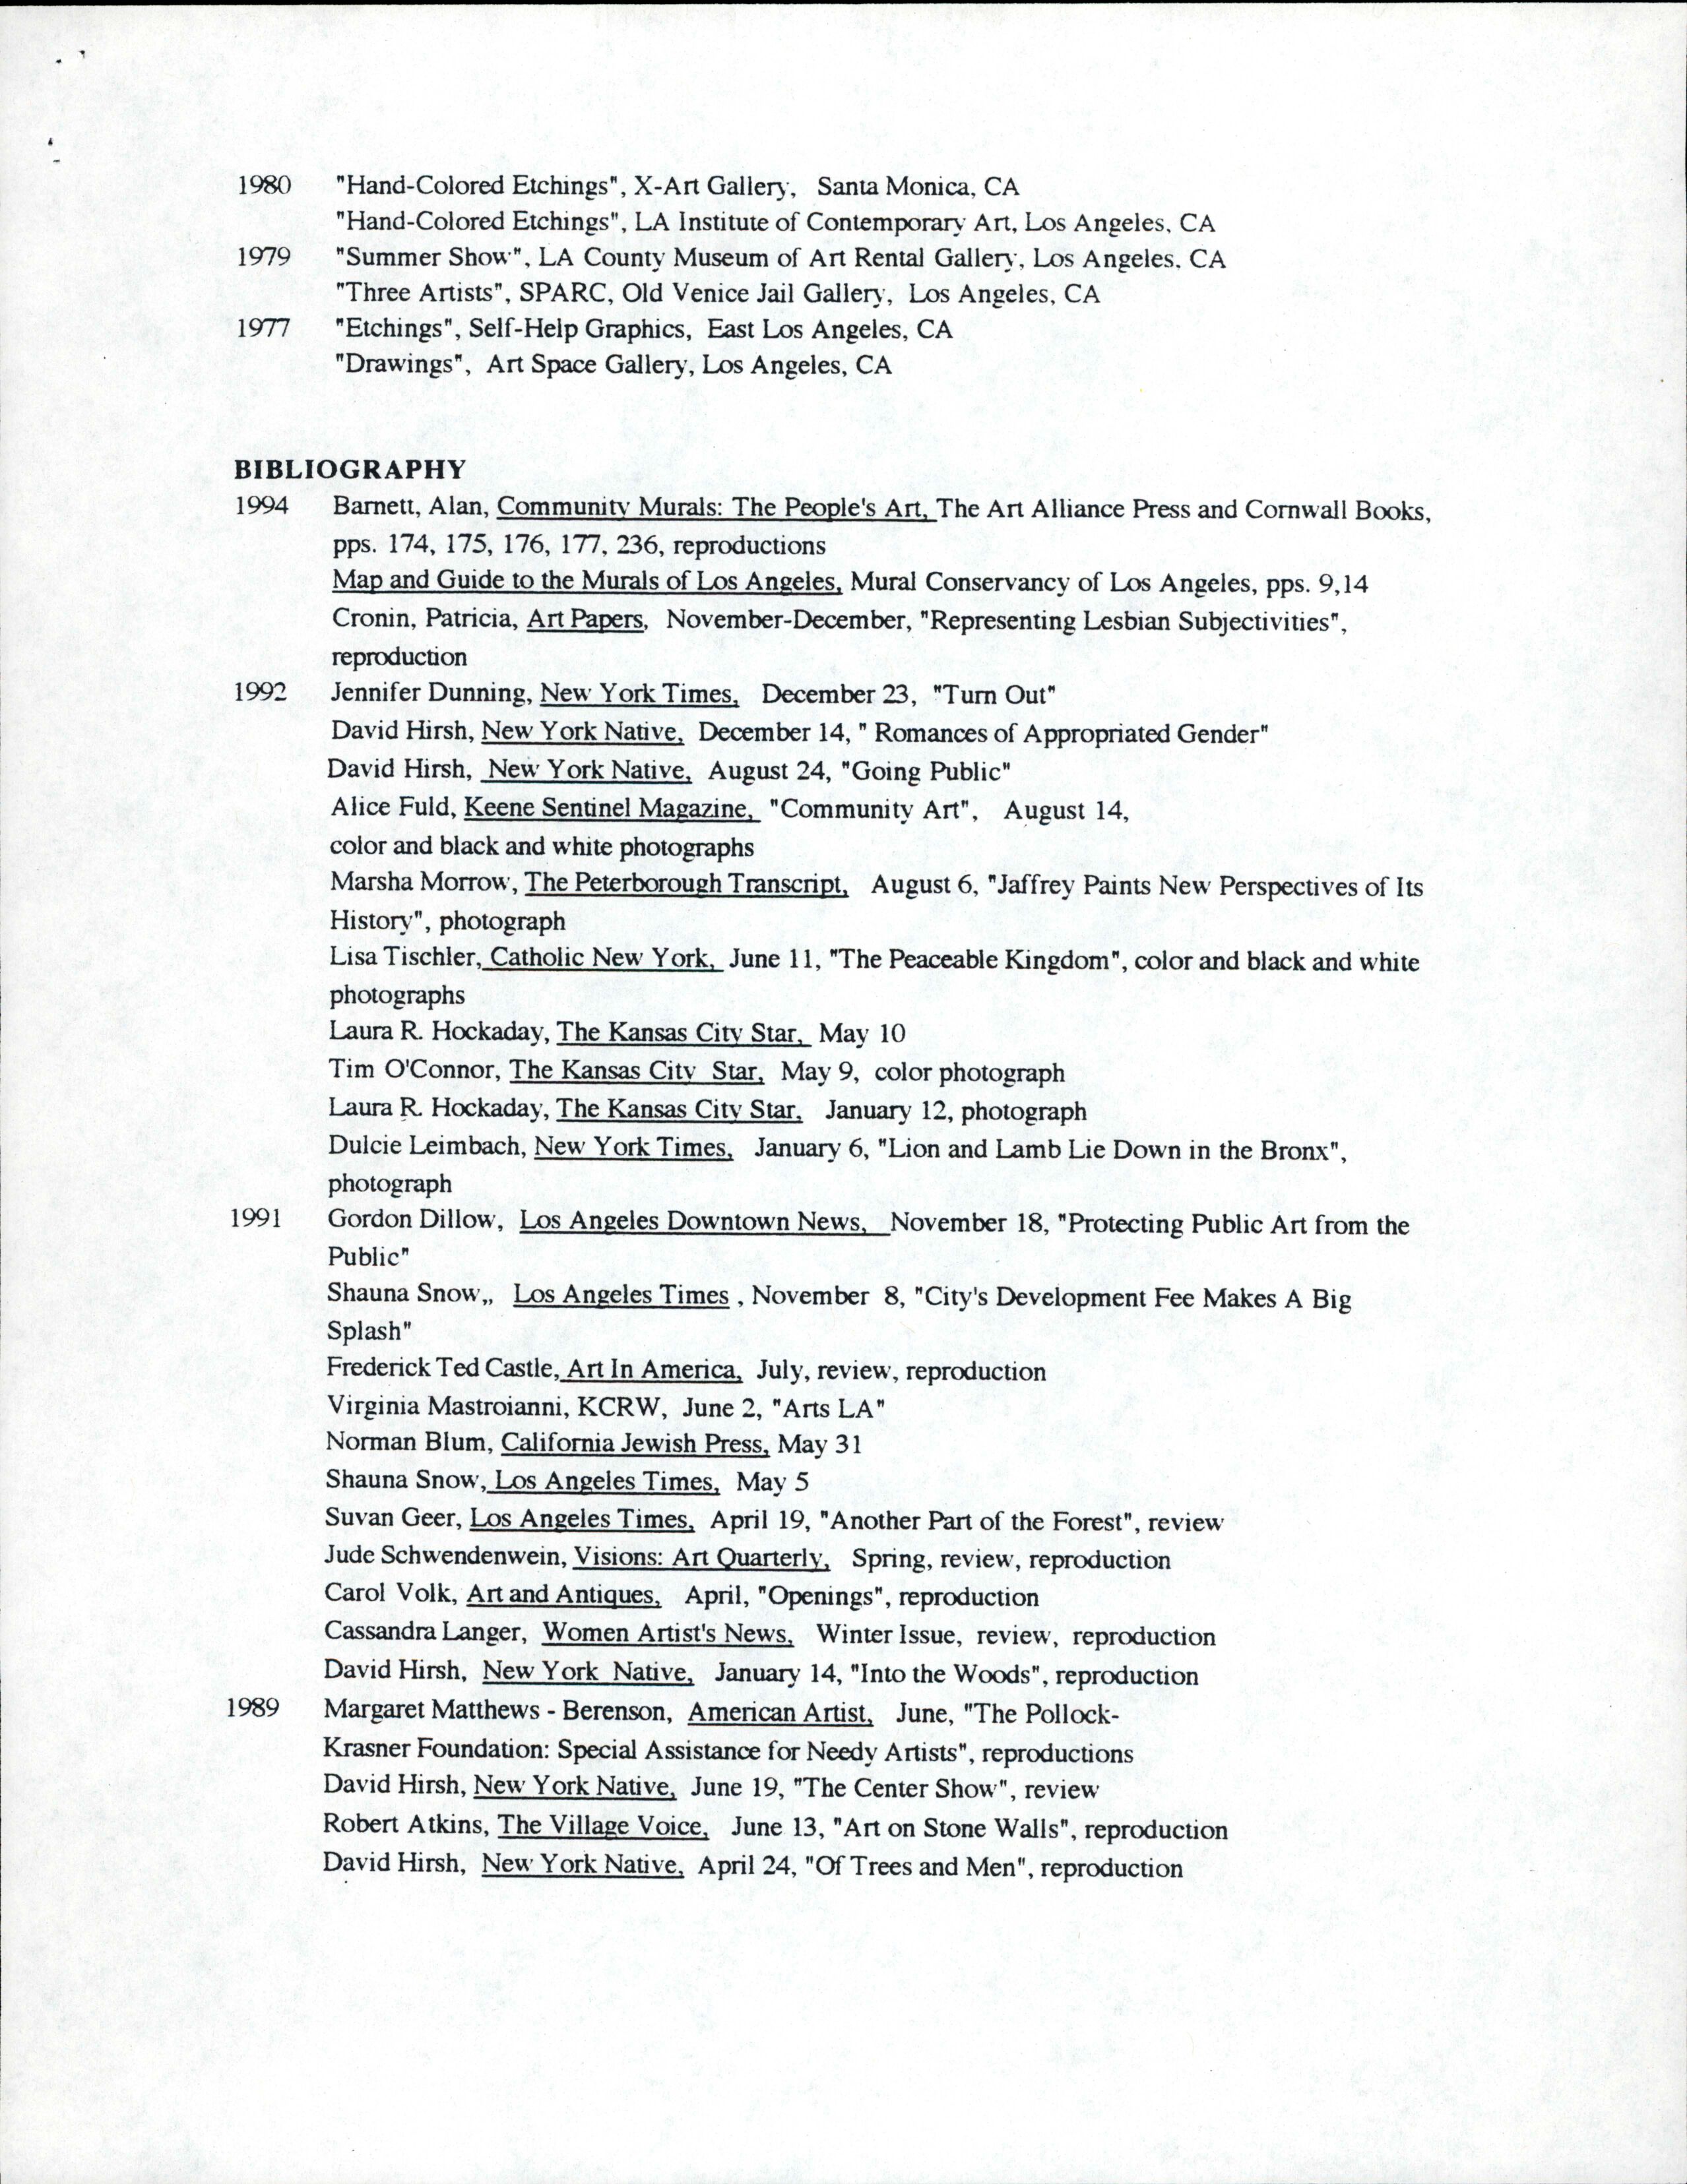 1980 "Hand-Colored Etchings", X-Art Gallery, Santa Monica, CA
"Hand-Colored Etchings", LA Institute of Contemporary Art, Los Angeles, CA
1979 "Summer Show", LA County Museum of Art Rental Gallery, Los Angeles, CA
"Three Artists", SPARC, Old Venice Jail Gallery, Los Angeles, CA
1977 "Etchings", Self-Help Graphics, East Los Angeles, CA
"Drawings", Art Space Gallery, Los Angeles, CA
BIBLIOGRAPHY
1994 Barnett, Alan, Community Murals: The People's Art, The Art Alliance Press and Cornwall Books,
pps. 174, 175, 176, 177, 236, reproductions
Map and Guide to the Murals of Los Angeles, Mural Conservancy of Los Angeles, pps. 9,14
Cronin, Patricia, Art Papers, November-December, "Representing Lesbian Subjectivities",
reproduction
1992 Jennifer Dunning, New York Times, December 23, "Turn Out"
David Hirsh, New York Native, December 14, " Romances of Appropriated Gender"
David Hirsh, New York Native, August 24, "Going Public"
Alice Fuld, Keene Sentinel Magazine, "Community Art", August 14,
color and black and white photographs
Marsha Morrow, The Peterborough Transcript, August 6, "Jaffrey Paints New Perspectives of Its
History", photograph
Lisa Tischler, Catholic New York, June 11, "The Peaceable Kingdom", color and black and white
photographs
Laura R. Hockaday, The Kansas City Star, May 10
Tim O'Connor, The Kansas City Star, May 9, color photograph
Laura R. Hockaday, The Kansas City Star, January 12, photograph
Dulcie Leimbach, New York Times, January 6, "Lion and Lamb Lie Down in the Bronx",
photograph
1991 Gordon Dillow, Los Angeles Downtown News, November 18, "Protecting Public Art from the
Public"
Shauna Snow,, Los Angeles Times , November 8, "City's Development Fee Makes A Big
Splash"
Frederick Ted Castle, Art In America, July, review, reproduction
Virginia Mastroianni, KCRW, June 2, "Arts LA"
Norman Blum, California Jewish Press, May 31
Shauna Snow, Los Angeles Times, May 5
Suvan Geer, Los Angeles Times, April 19, "Another Part of the Forest", review
Jude Schwendenwein, Visions: Art Quarterly, Spring, review, reproduction
Carol Volk, Art and Antiques, April, "Openings", reproduction
Cassandra Langer, Women Artist's News, Winter Issue, review, reproduction
David Hirsh, New York Native, January 14, "Into the Woods", reproduction
1989 Margaret Matthews - Berenson, American Artist, June, "The Pollock-
Krasner Foundation: Special Assistance for Needy Artists", reproductions
David Hirsh, New York Native, June 19, "The Center Show", review
Robert Atkins, The Village Voice, June 13, "Art on Stone Walls", reproduction
David Hirsh, New York Native, April 24, "Of Trees and Men", reproduction